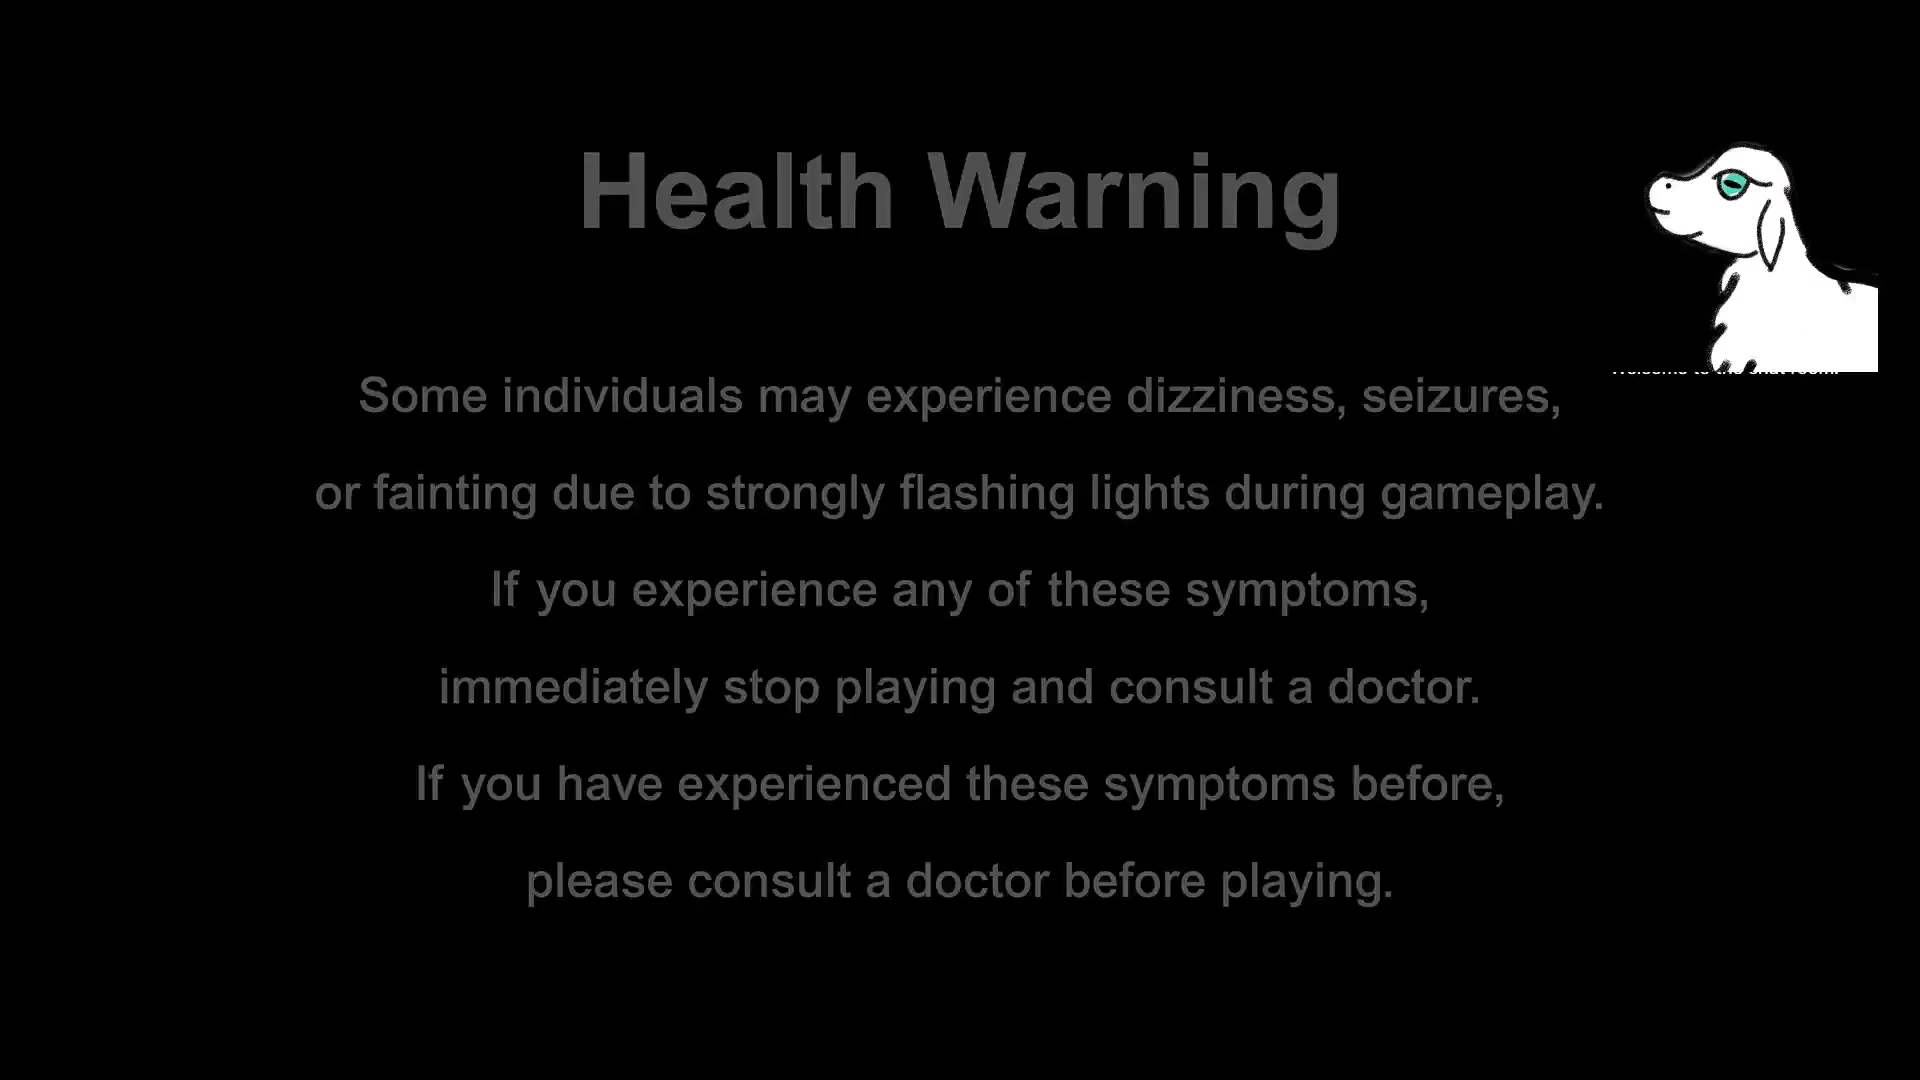 Health Warning
Some individuals may experience dizziness, seizures,
or fainting due to strongly flashing lights during gameplay.
If you experience any of these symptoms,
immediately stop playing and consult a doctor.
If you have experienced these symptoms before,
please consult a doctor before playing.